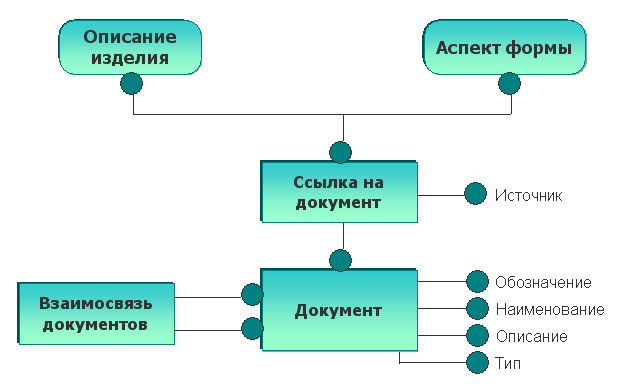 Описание
изделия
Аспект формы
Ссылка на
документ
Источник
Взаимосвязь
документов
Документ
Обозначение
Наименование
Описание
Тип